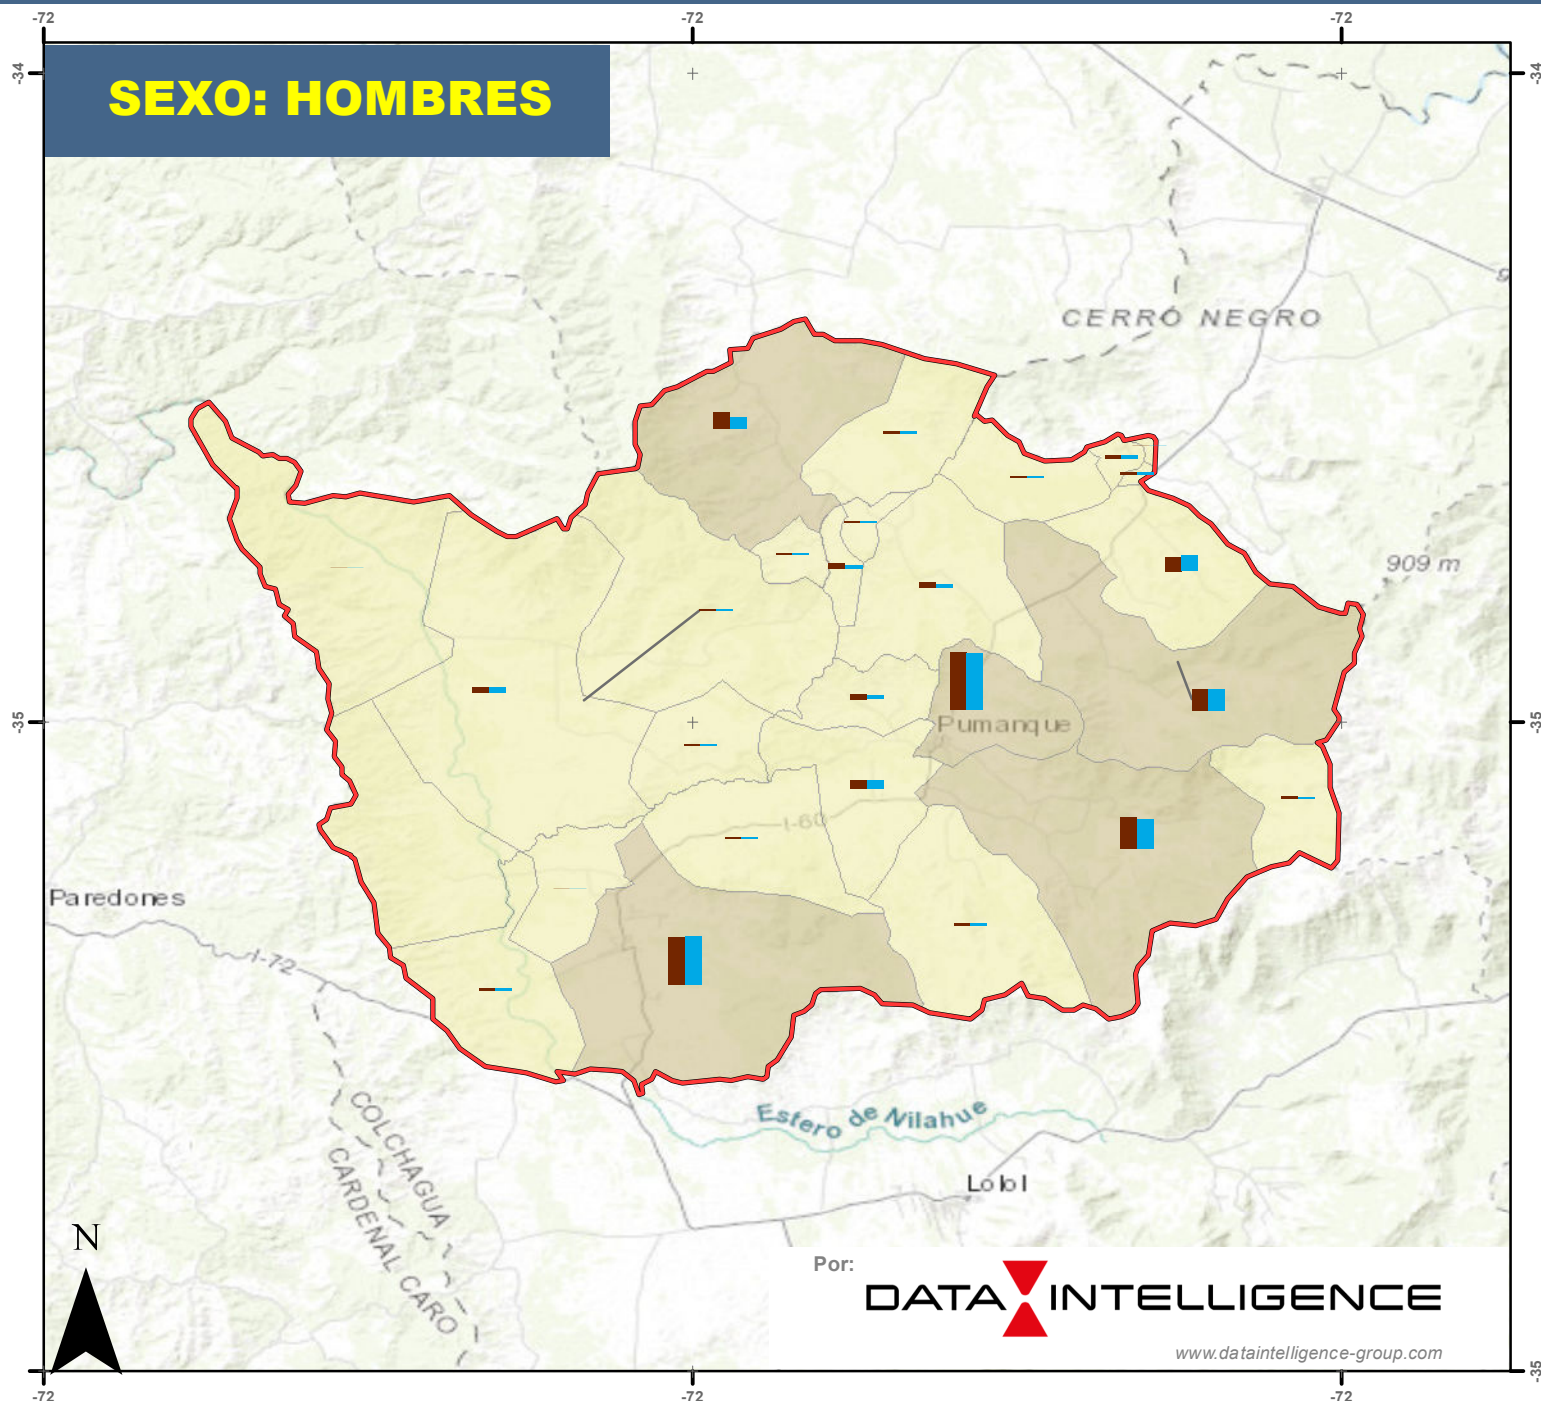 -72 -72 -72
-34 -34
SEXO: HOMBRES
CERRO NEGRO
9
909 m
-35 -35
Pumanque
I-60
Paredones
I-72
Estero de Nilahue
COLCHAGUA
CARDENAL CARO
Lolol
N
Por:
DATA INTELLIGENCE
www.dataintelligence-group.com
-35
-72 -72 -72